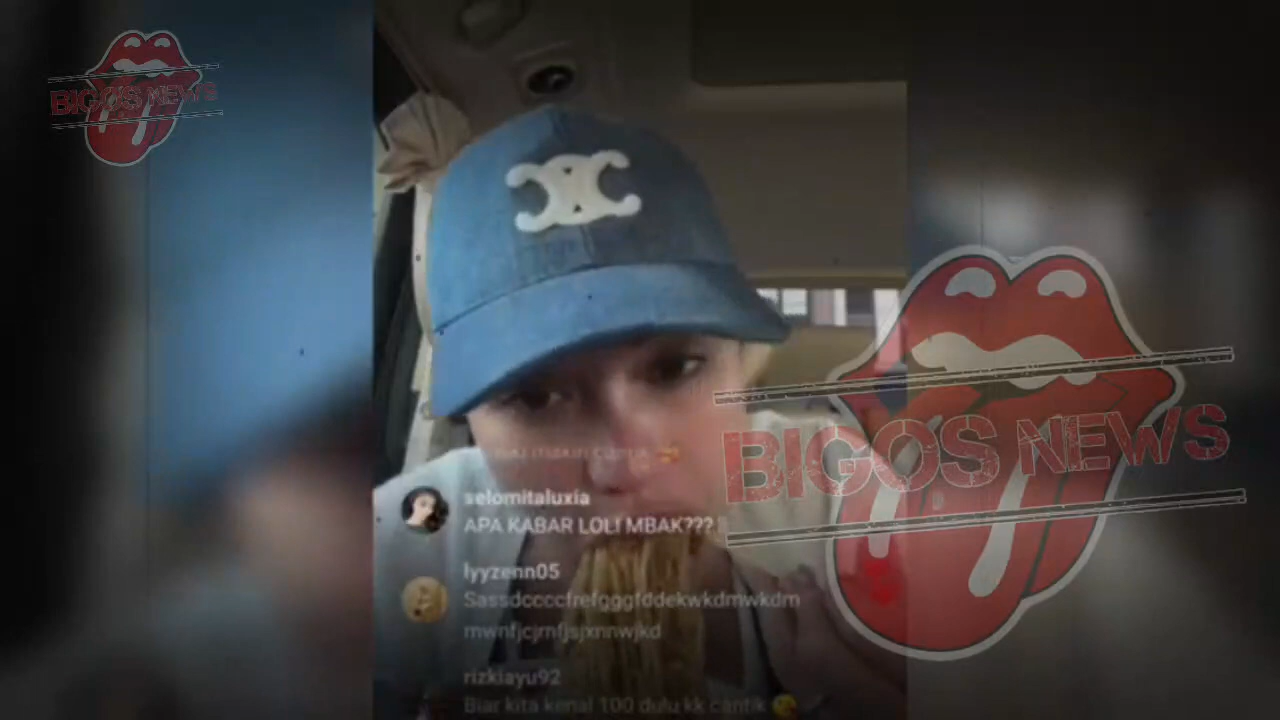 BIGOS NEWS
selomitaluxia
APA KABAR LOLI MBAK???
lyyzenn05
Sassdccccfrefgggfddekwkdmwkdm
mwnfjcjrnfjsjxnnwjkd
rizkiayu92
Biar kita kenal 100 dulu kk cantik 😘
BIGOS NEWS